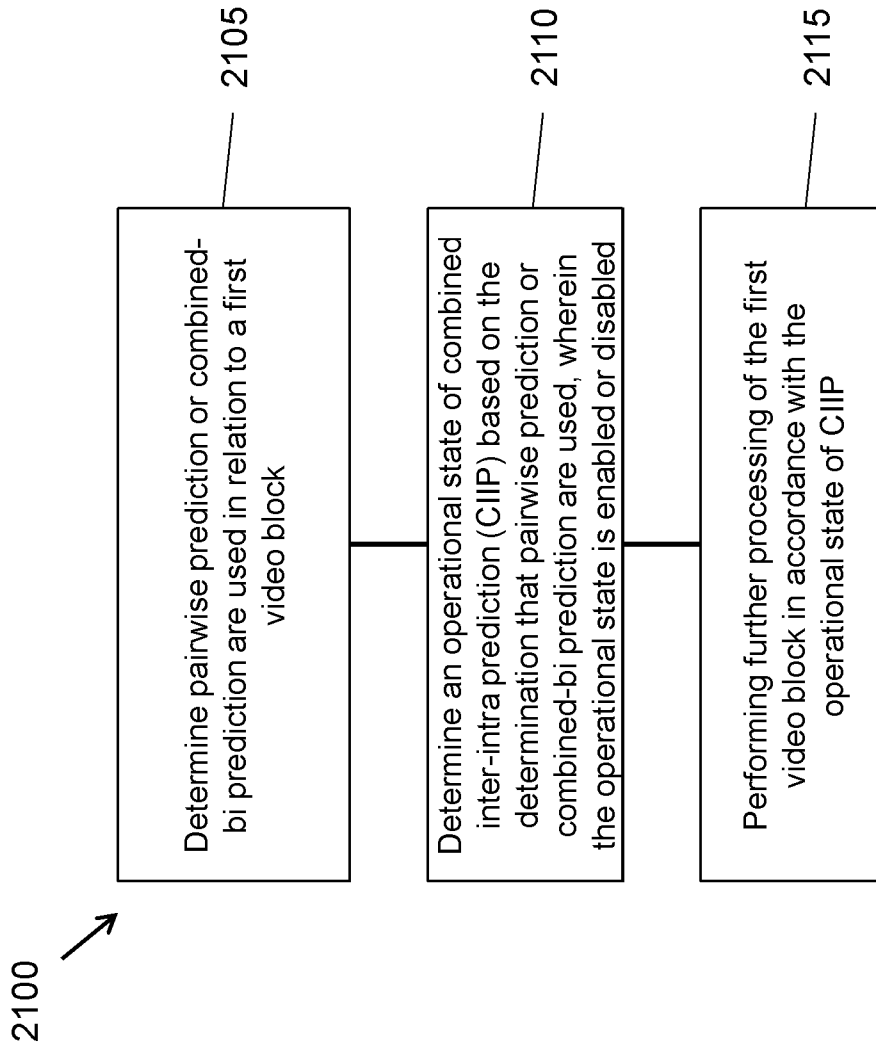 2100
Determine pairwise prediction or combined-
bi prediction are used in relation to a first
video block
2105
Determine an operational state of combined
inter-intra prediction (CIIP) based on the
determination that pairwise prediction or
combined-bi prediction are used, wherein
the operational state is enabled or disabled
2110
Performing further processing of the first
video block in accordance with the
operational state of CIIP
2115